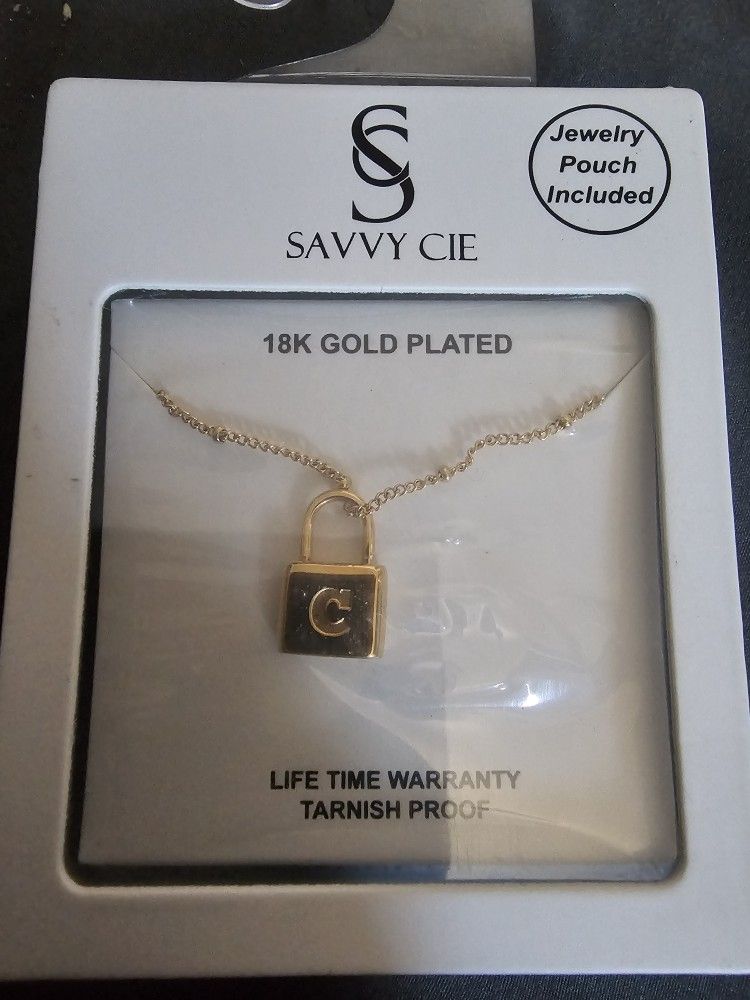 SC
SAVVY CIE
Jewelry
Pouch
Included
18K GOLD PLATED
C
LIFE TIME WARRANTY
TARNISH PROOF